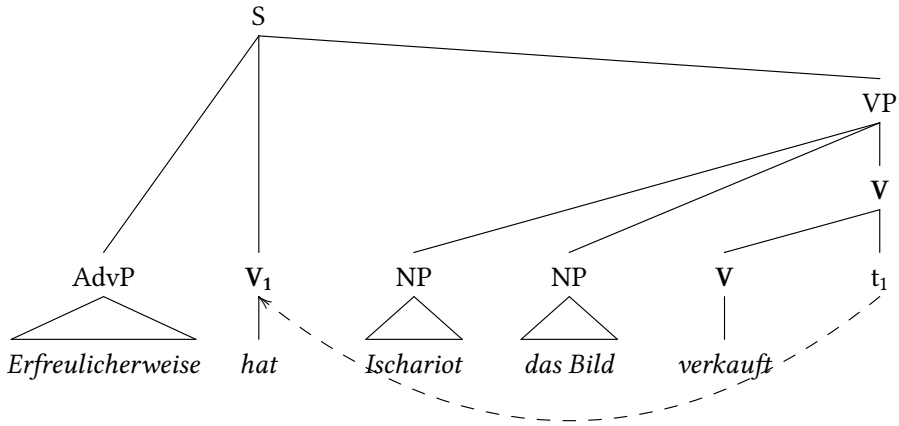 S
VP
V
AdvP V₁ NP NP V t₁
Erfreulicherweise hat Ischariot das Bild verkauft